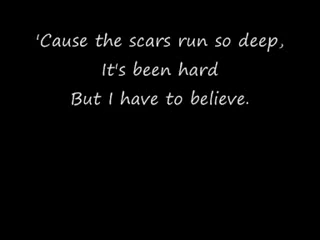 'Cause the scars run so deep,
It's been hard
But I have to believe.